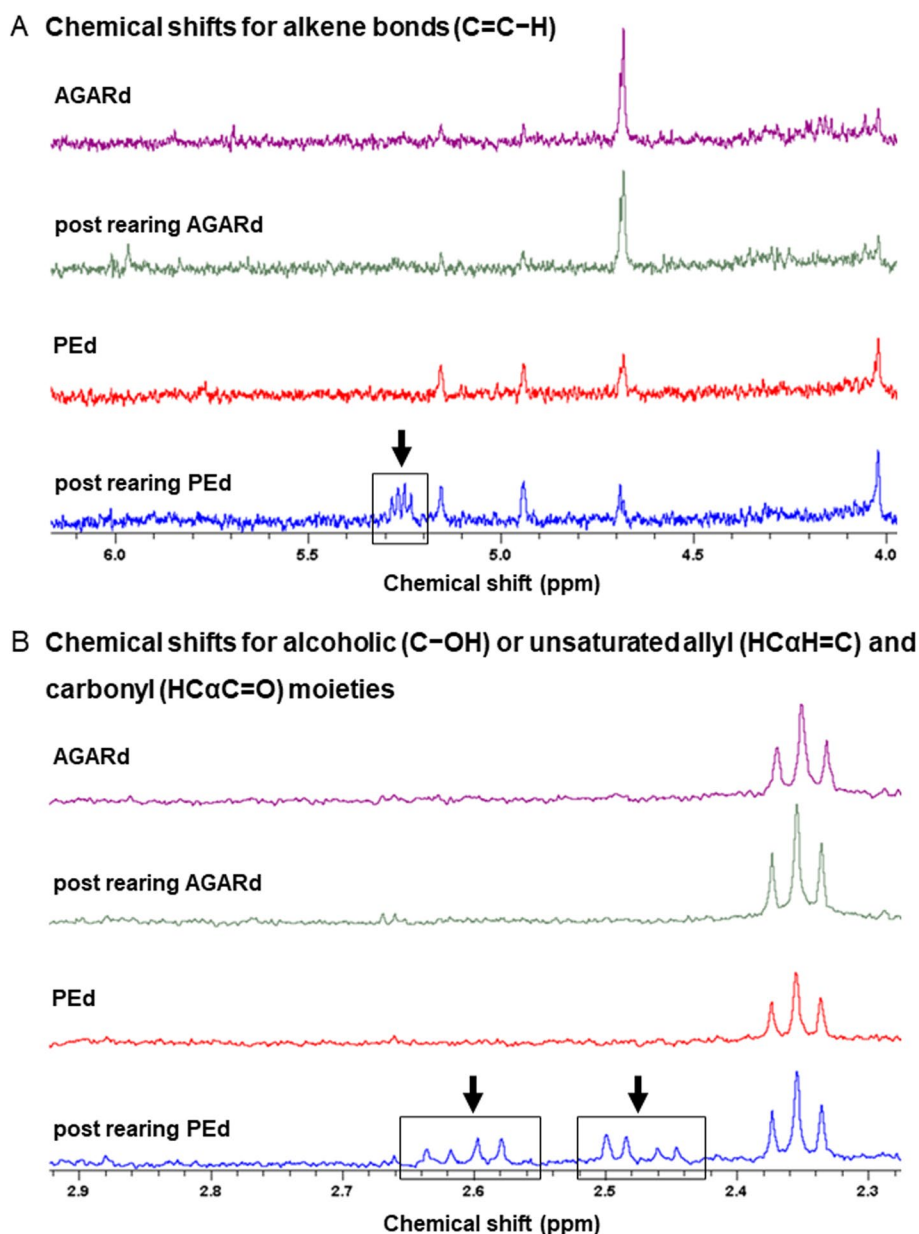 A Chemical shifts for alkene bonds (C=C−H)
AGARd
post rearing AGARd
PEd
post rearing PEd
6.0 5.5 5.0 4.5 4.0
Chemical shift (ppm)
B Chemical shifts for alcoholic (C−OH) or unsaturated allyl (HCαH=C) and
carbonyl (HCαC=O) moieties
AGARd
post rearing AGARd
PEd
post rearing PEd
2.9 2.8 2.7 2.6 2.5 2.4 2.3
Chemical shift (ppm)